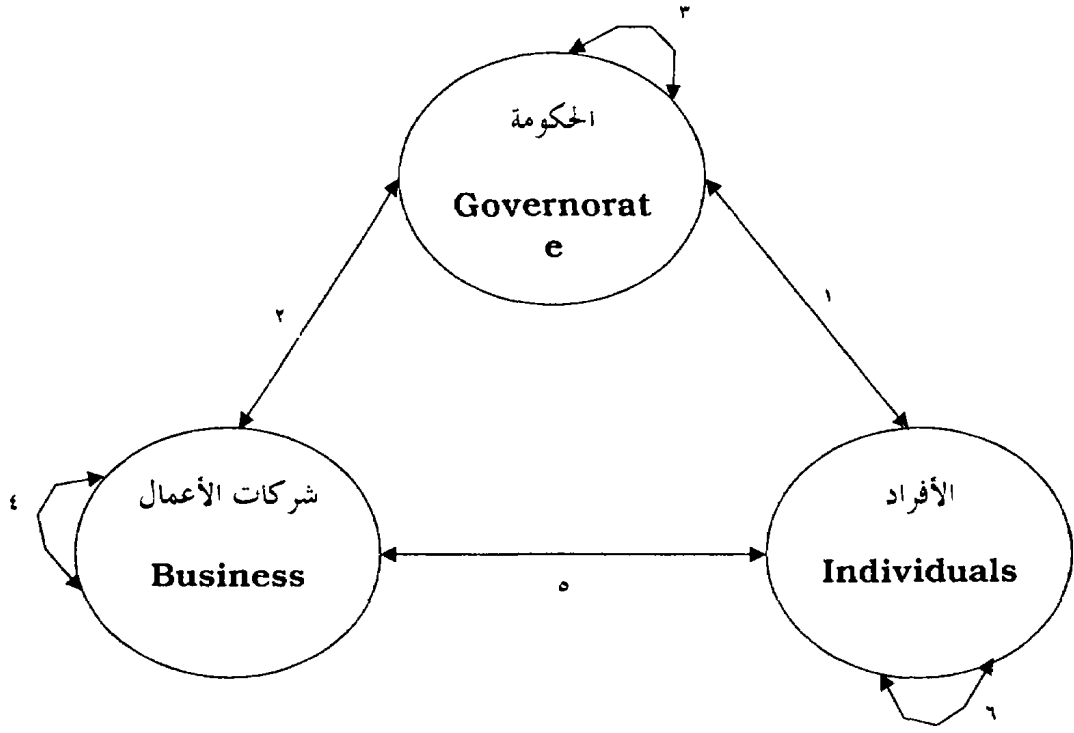 ٣
الحكومة
Governorat
e
١
٢
شركات الأعمال
Business
٤
٥
الأفراد
Individuals
٦